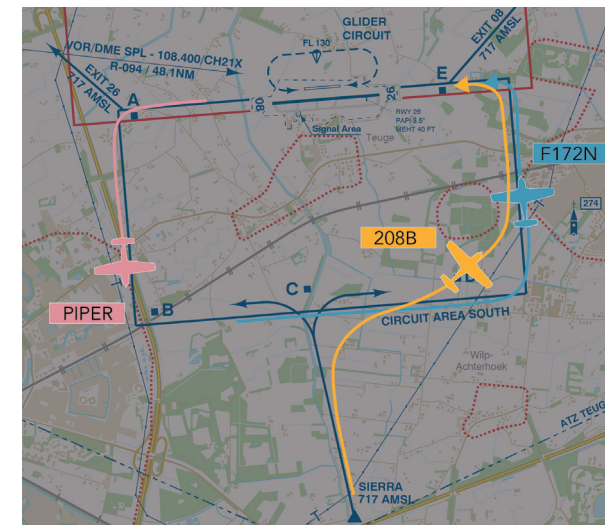 GLIDER
CIRCUIT
FL 130
VOR/DME SPL - 108.400/CH21X
R-094 / 48.1NM
EXIT 26
717 AMSL
EXIT 08
717 AMSL
A
E
08
26
RWY 26
PAPI 3.5°
MEHT 40 FT
Signal Area
Teuge
F172N
274
208B
D
C
B
PIPER
CIRCUIT AREA SOUTH
Wilp-
Achterhoek
ATZ TEUG
SIERRA
717 AMSL